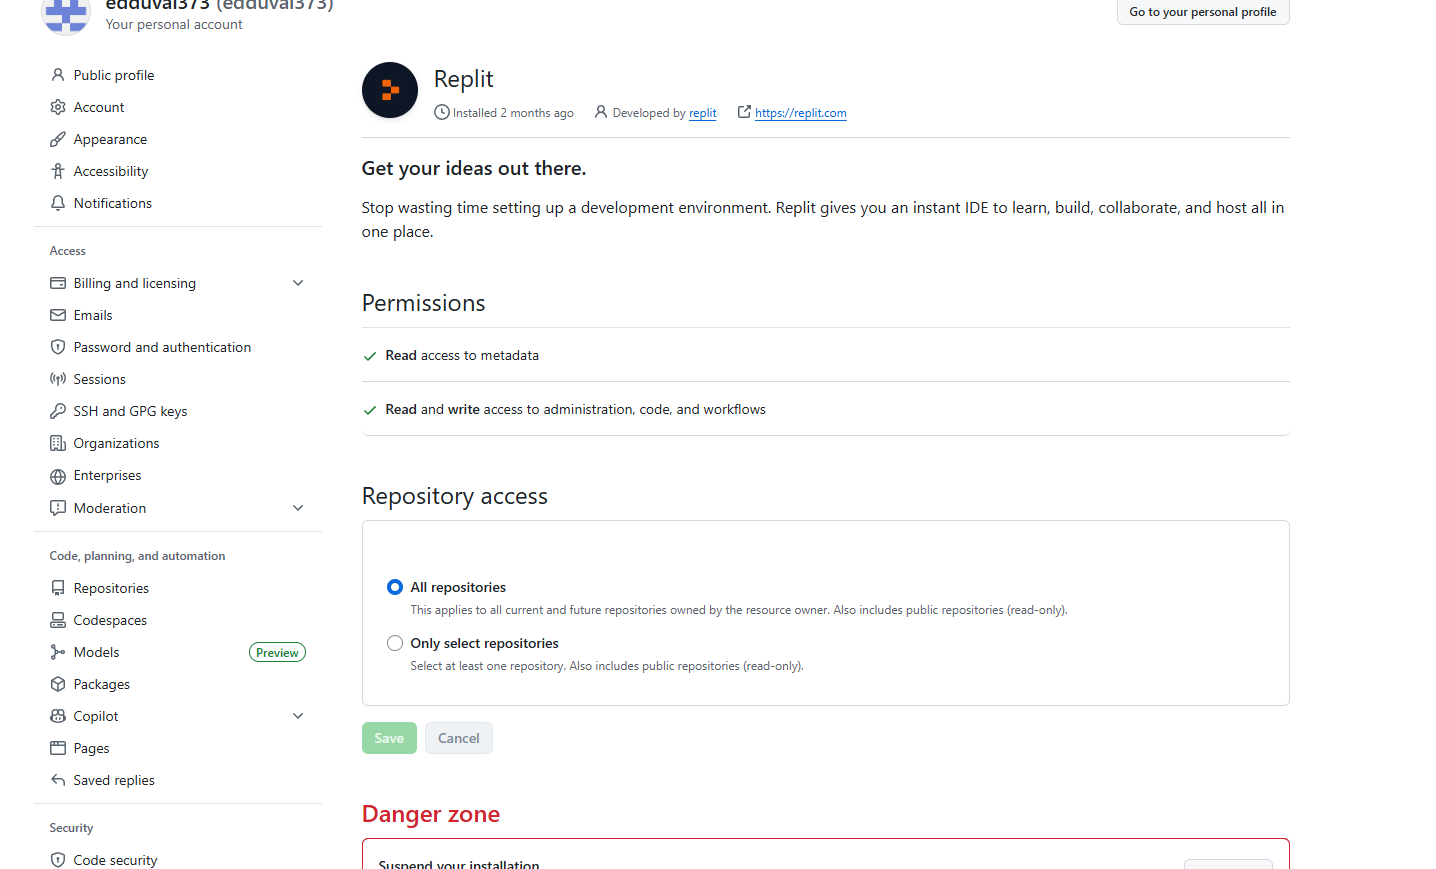 edduval373 (edduval373)
Your personal account
Go to your personal profile
Public profile
Account
Appearance
Accessibility
Notifications
Access
Billing and licensing
Emails
Password and authentication
Sessions
SSH and GPG keys
Organizations
Enterprises
Moderation
Code, planning, and automation
Repositories
Codespaces
Models
Preview
Packages
Copilot
Pages
Saved replies
Security
Code security
Replit
Installed 2 months ago
Developed by replit
https://replit.com
Get your ideas out there.
Stop wasting time setting up a development environment. Replit gives you an instant IDE to learn, build, collaborate, and host all in
one place.
Permissions
Read access to metadata
Read and write access to administration, code, and workflows
Repository access
All repositories
This applies to all current and future repositories owned by the resource owner. Also includes public repositories (read-only).
Only select repositories
Select at least one repository. Also includes public repositories (read-only).
Save
Cancel
Danger zone
Suspend your installation